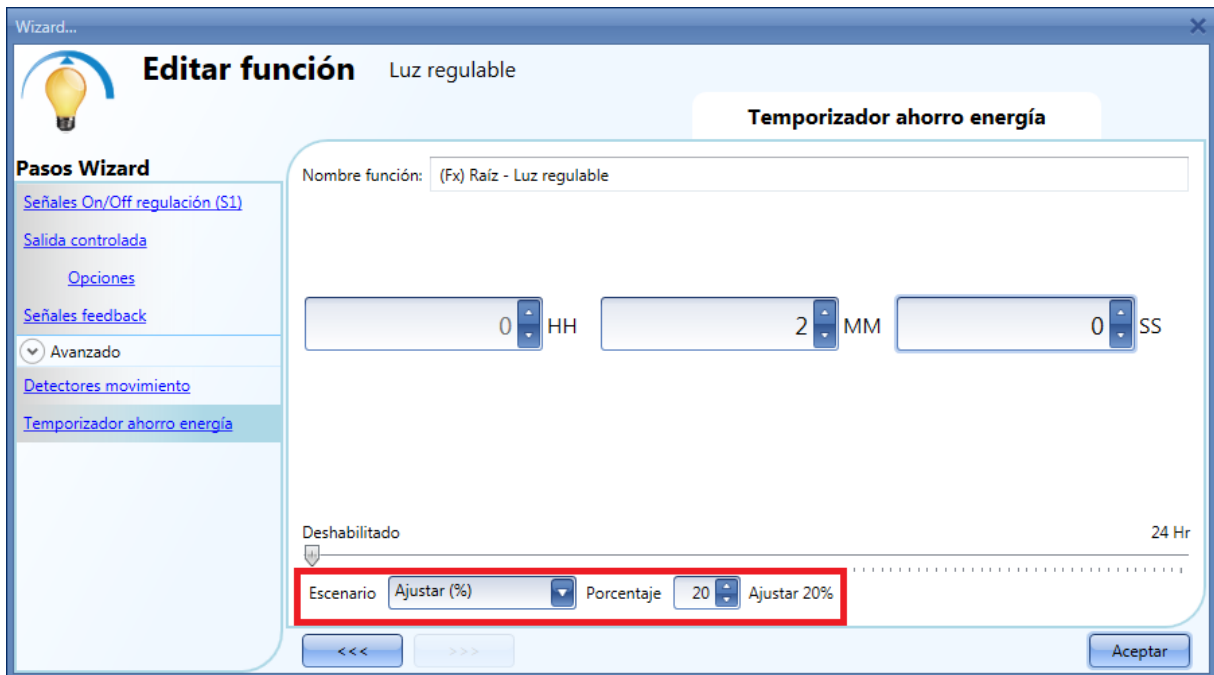 Wizard...
Editar función Luz regulable
Temporizador ahorro energía
Pasos Wizard
Señales On/Off regulación (S1)
Salida controlada
Opciones
Señales feedback
Avanzado
Detectores movimiento
Temporizador ahorro energía
Nombre función: (Fx) Raíz - Luz regulable
0 HH 2 MM 0 SS
Deshabilitado 24 Hr
Escenario Ajustar (%) Porcentaje 20 Ajustar 20%
<<< >>> Aceptar